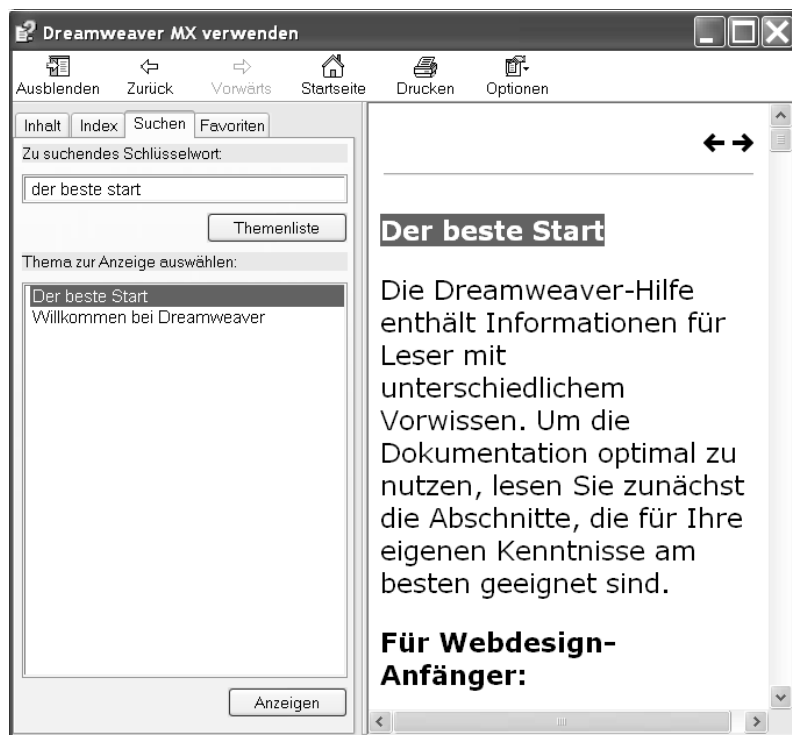 Dreamweaver MX verwenden
Ausblenden Zurück Vorwärts Startseite Drucken Optionen
Inhalt Index Suchen Favoriten
Zu suchendes Schlüsselwort:
der beste start
Themenliste
Thema zur Anzeige auswählen:
Der beste Start
Willkommen bei Dreamweaver
Anzeigen
Der beste Start
Die Dreamweaver-Hilfe
enthält Informationen für
Leser mit
unterschiedlichem
Vorwissen. Um die
Dokumentation optimal zu
nutzen, lesen Sie zunächst
die Abschnitte, die für Ihre
eigenen Kenntnisse am
besten geeignet sind.
Für Webdesign-
Anfänger: